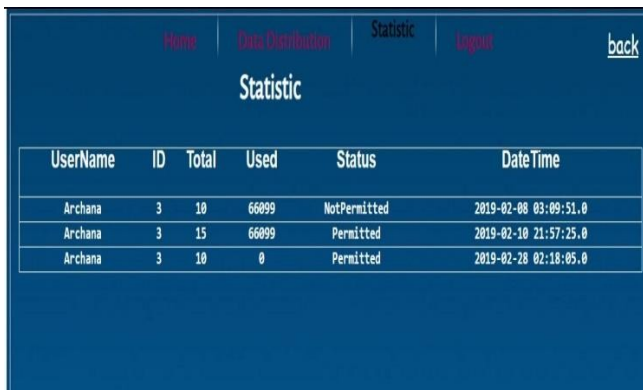 Home Data Distribution Statistic Logout back
Statistic
UserName ID Total Used Status DateTime
Archana 3 10 66099 NotPermitted 2019-02-08 03:09:51.0
Archana 3 15 66099 Permitted 2019-02-10 21:57:25.0
Archana 3 10 0 Permitted 2019-02-28 02:18:05.0